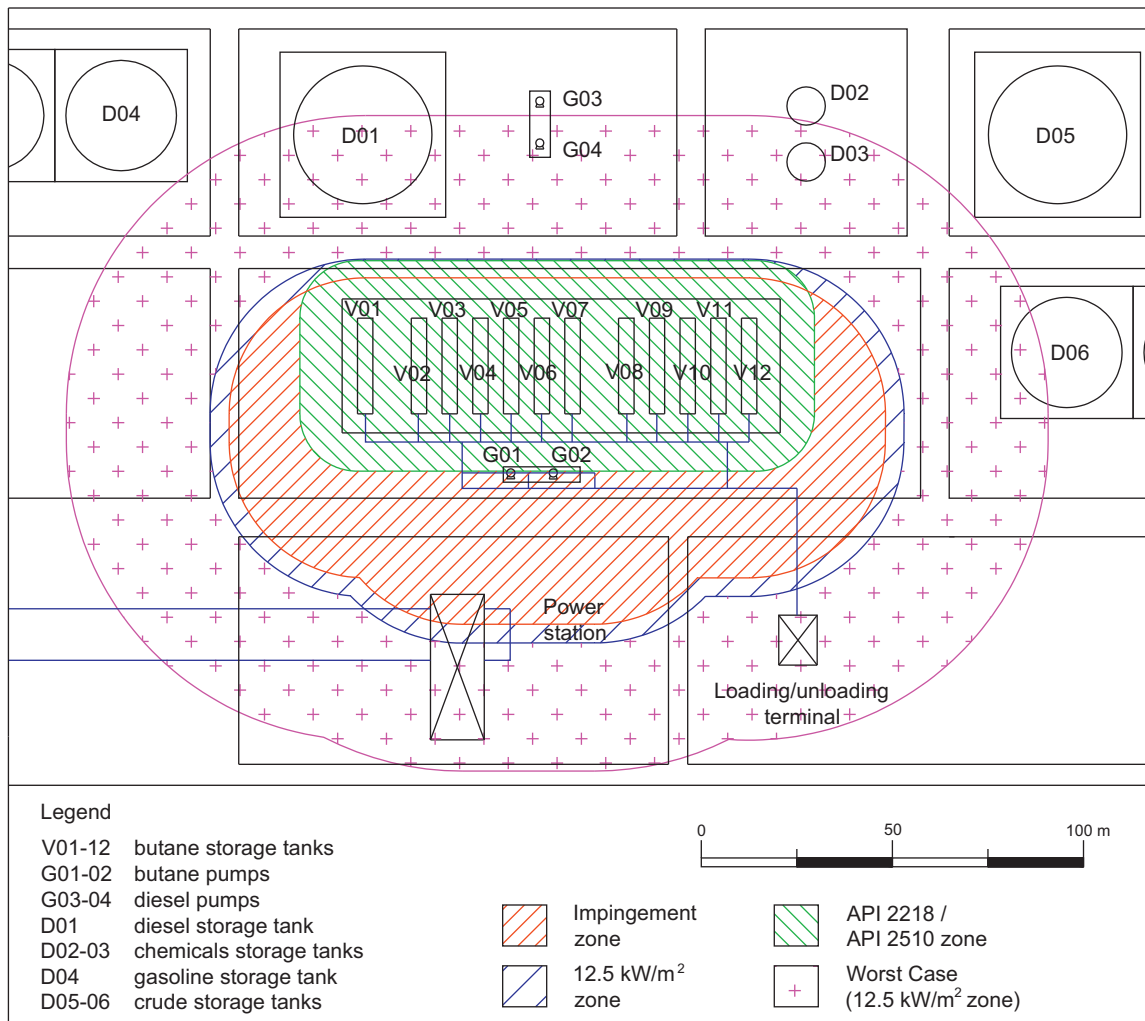 G03
D02
D04
D01
G04
D03
D05
V01
V03
V05
V07
V09
V11
V02
V04
V06
V08
V10
V12
D06
G01
G02
Power
station
Loading/unloading
terminal
Legend
V01-12 butane storage tanks
G01-02 butane pumps
G03-04 diesel pumps
D01 diesel storage tank
D02-03 chemicals storage tanks
D04 gasoline storage tank
D05-06 crude storage tanks
0 50 100 m
Impingement
zone
API 2218 /
API 2510 zone
12.5 kW/m²
zone
Worst Case
(12.5 kW/m² zone)